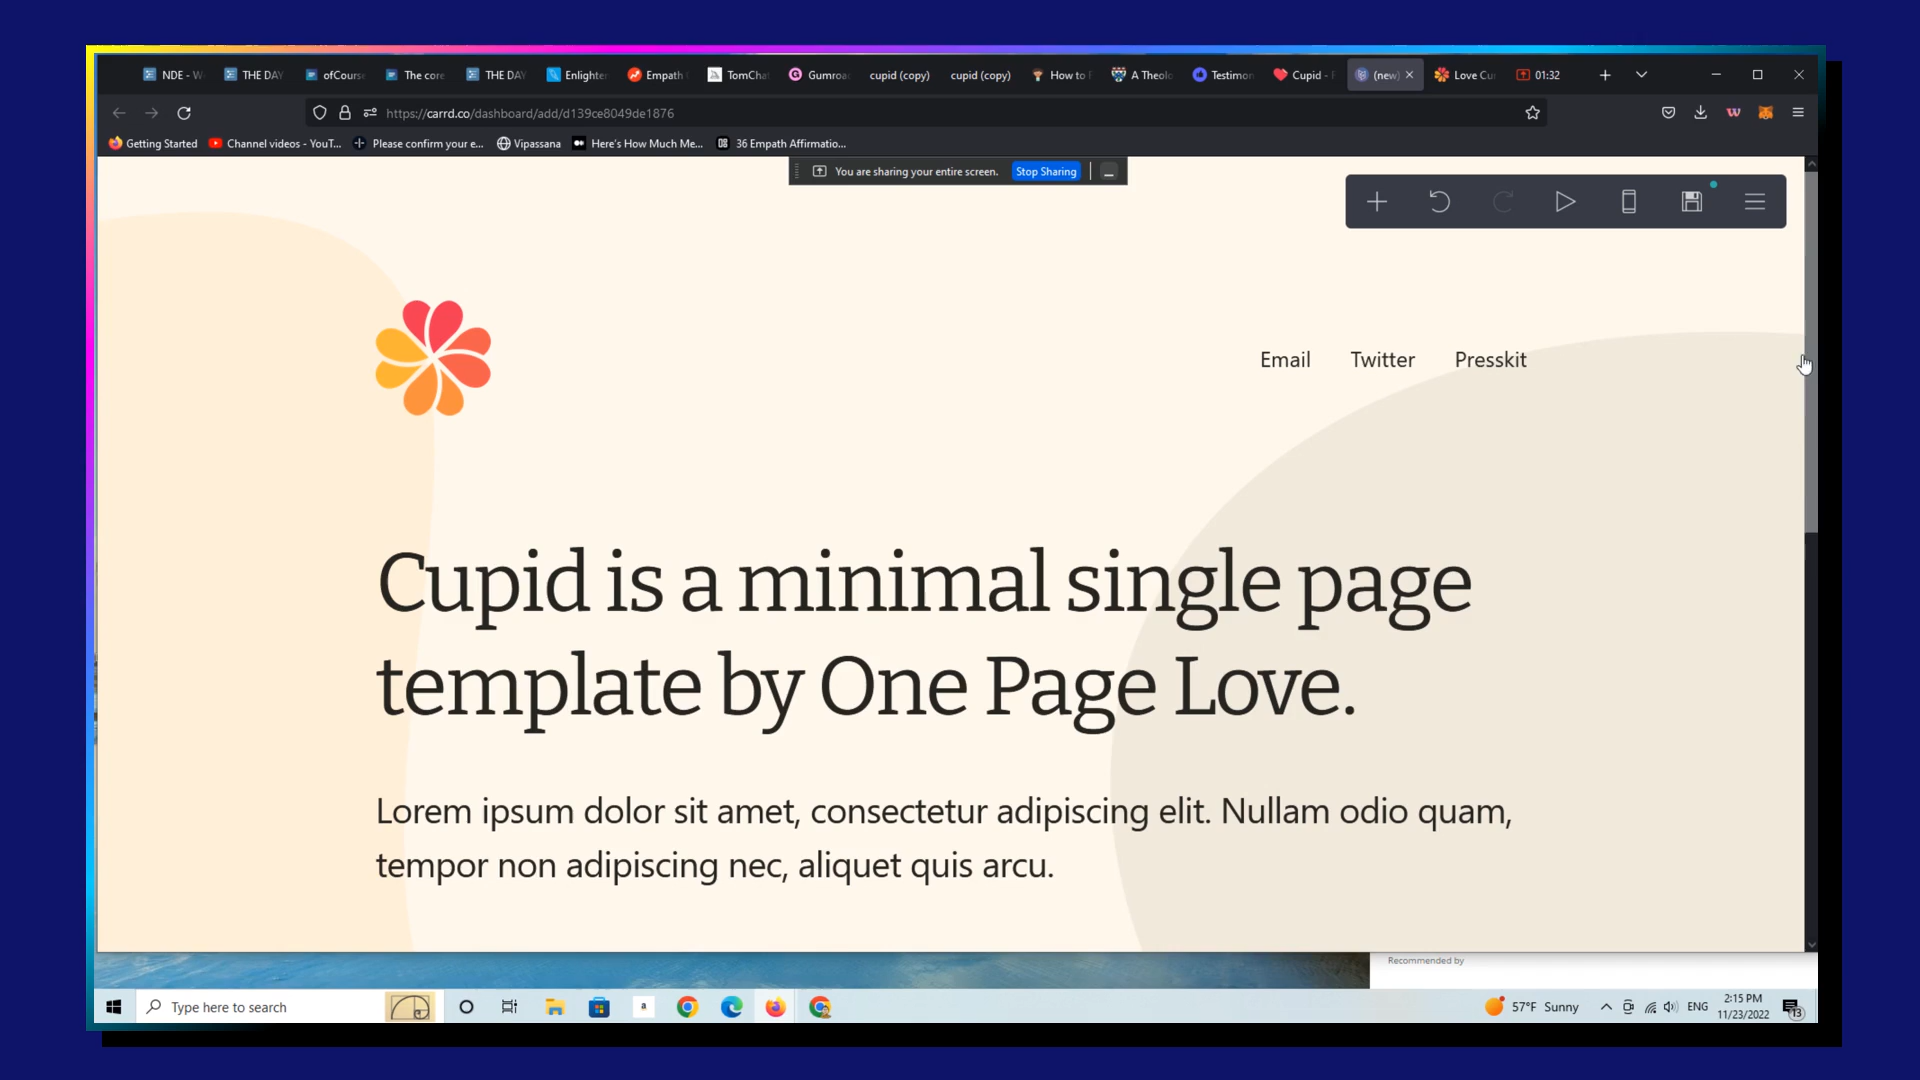 NDE - W
THE DAY
ofCours
The core
THE DAY
Enlighte
Empath
TomCha
Gumroa
cupid (copy)
cupid (copy)
How to
A Theolo
Testimon
Cupid -
(new)
Love Cu
01:32
https://carrd.co/dashboard/add/d139ce8049de1876
Getting Started
Channel videos - YouT...
Please confirm your e...
Vipassana
Here's How Much Me...
36 Empath Affirmatio...
You are sharing your entire screen.
Stop Sharing
Email
Twitter
Presskit
Cupid is a minimal single page
template by One Page Love.
Lorem ipsum dolor sit amet, consectetur adipiscing elit. Nullam odio quam,
tempor non adipiscing nec, aliquet quis arcu.
Recommended by
Type here to search
57°F Sunny
ENG
2:15 PM
11/23/2022
13